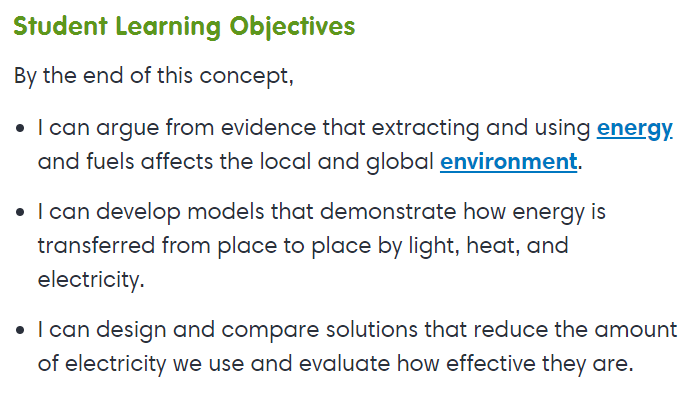 Student Learning Objectives
By the end of this concept,
• I can argue from evidence that extracting and using energy
and fuels affects the local and global environment.
• I can develop models that demonstrate how energy is
transferred from place to place by light, heat, and
electricity.
• I can design and compare solutions that reduce the amount
of electricity we use and evaluate how effective they are.